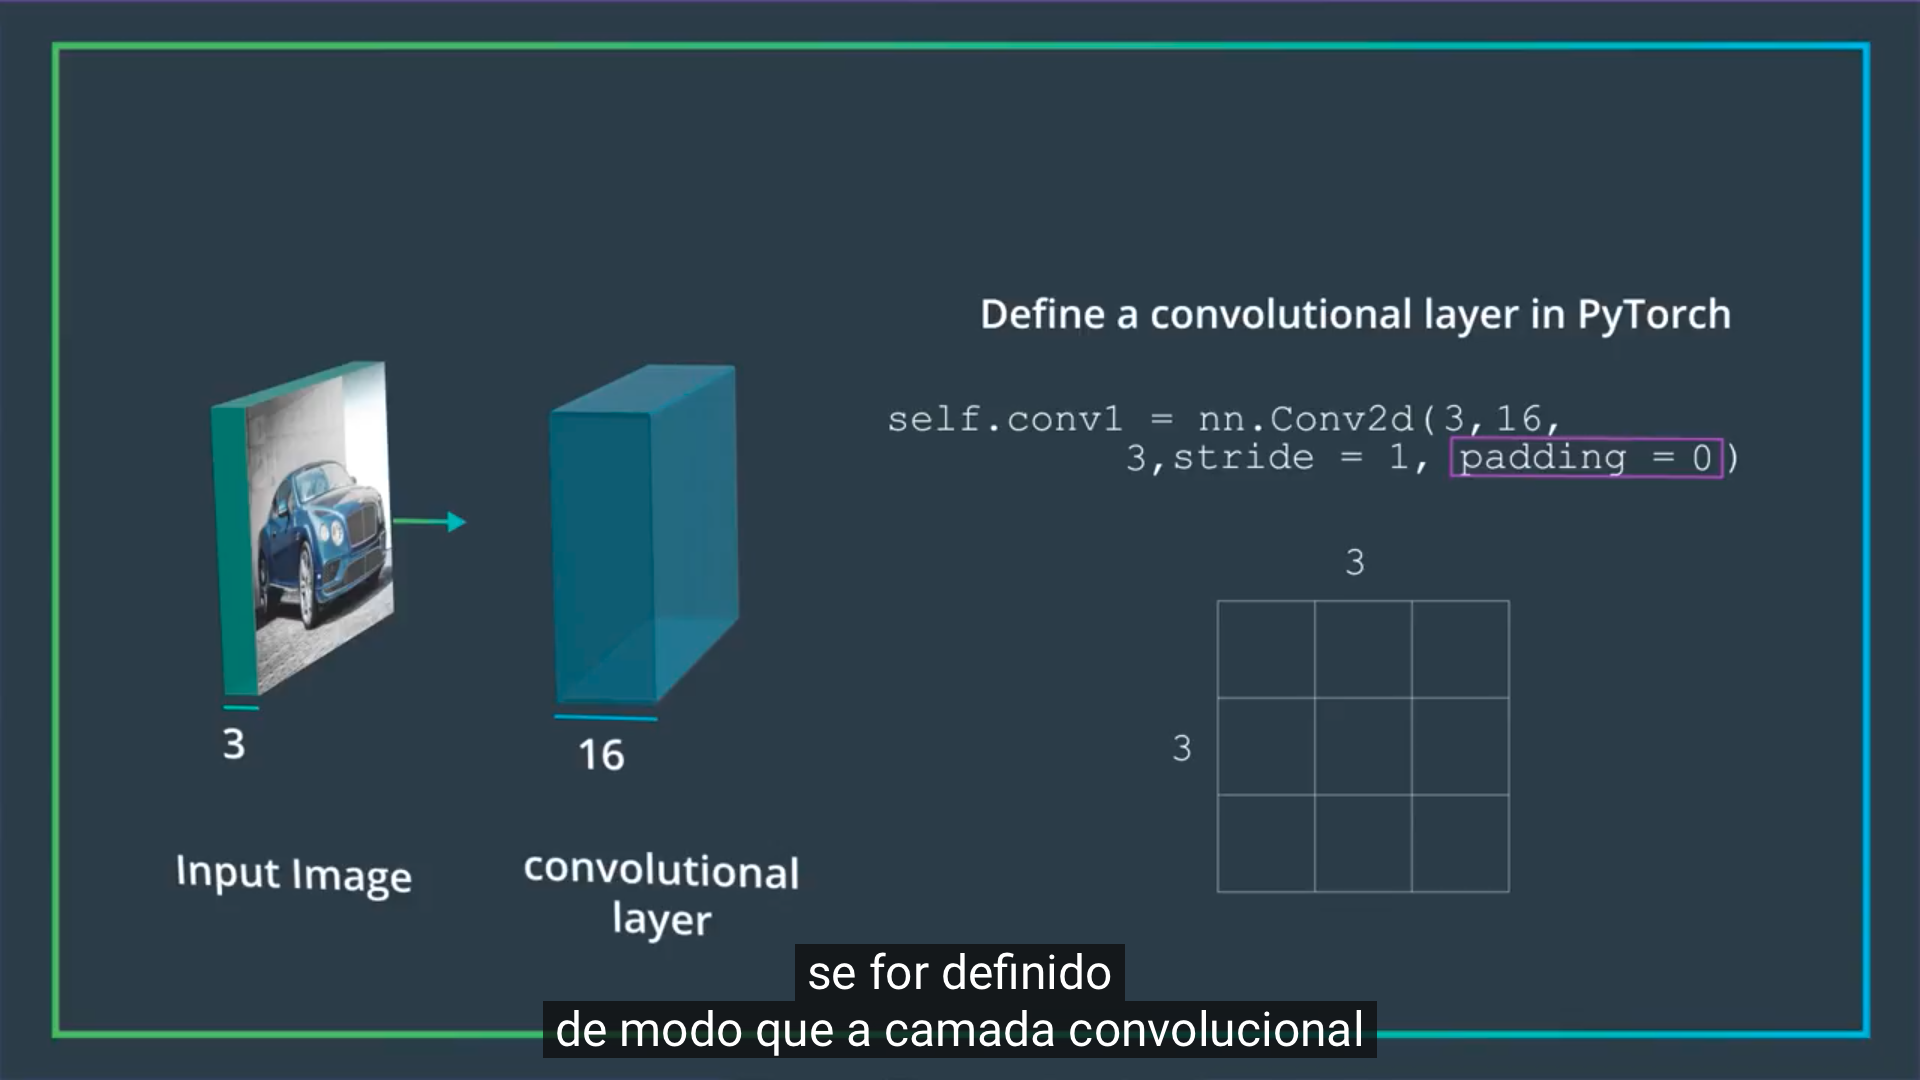 Define a convolutional layer in PyTorch
self.conv1 = nn.Conv2d(3,16,
3,stride = 1, padding = 0)
3
3
3
16
Input Image
convolutional
layer
se for definido
de modo que a camada convolucional